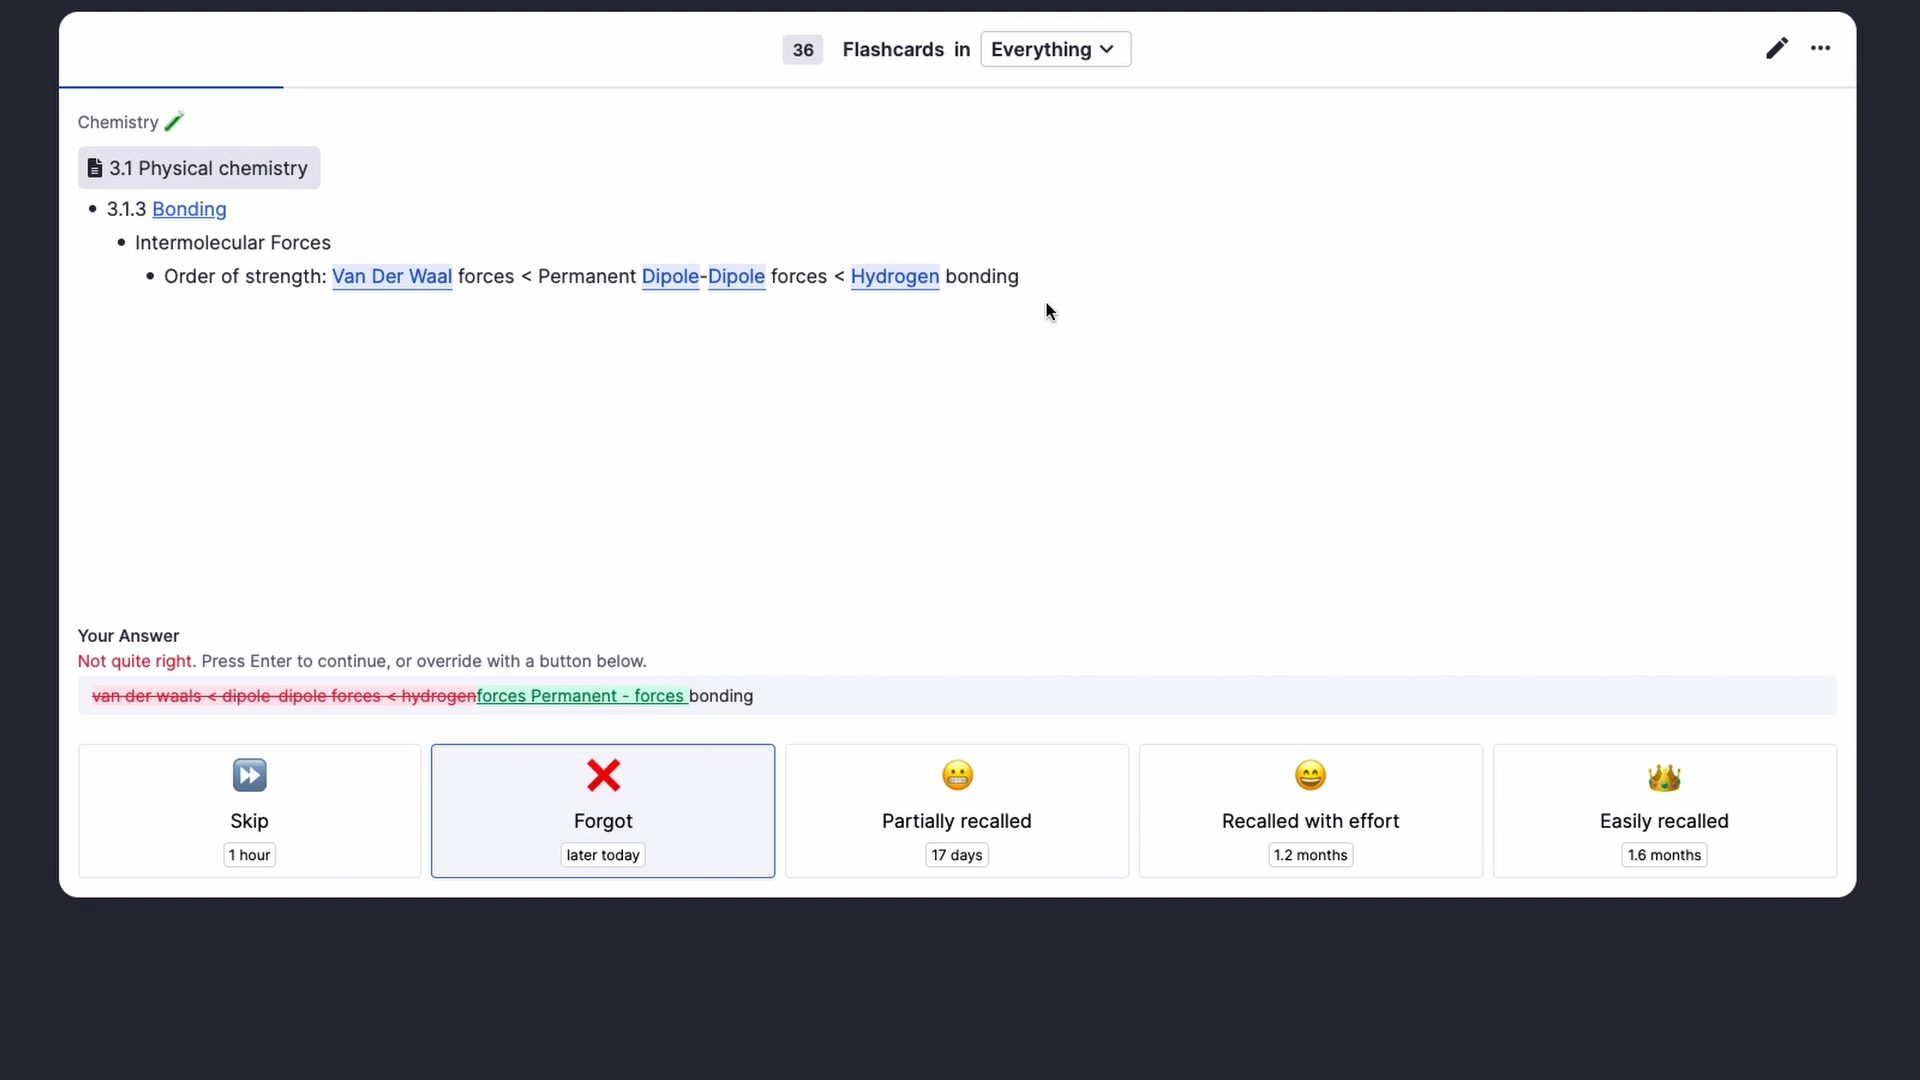 36 Flashcards in Everything
Chemistry
3.1 Physical chemistry
3.1.3 Bonding
Intermolecular Forces
Order of strength: Van Der Waal forces < Permanent Dipole-Dipole forces < Hydrogen bonding
Your Answer
Not quite right. Press Enter to continue, or override with a button below.
van der waals < dipole-dipole forces < hydrogenforces Permanent - forces bonding
Skip
1 hour
Forgot
later today
Partially recalled
17 days
Recalled with effort
1.2 months
Easily recalled
1.6 months